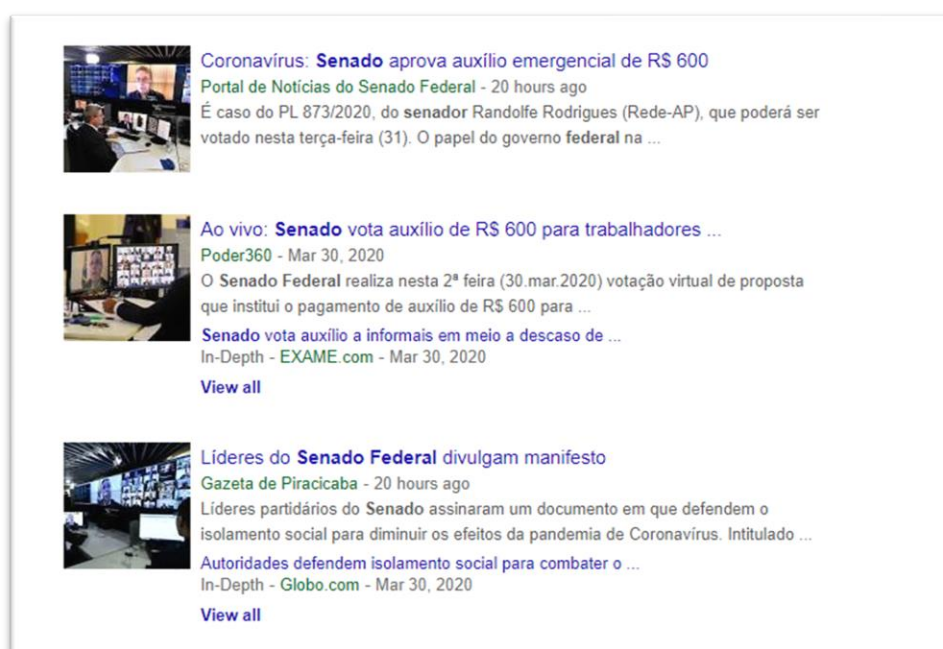 Coronavírus: Senado aprova auxílio emergencial de R$ 600
Portal de Notícias do Senado Federal - 20 hours ago
É caso do PL 873/2020, do senador Randolfe Rodrigues (Rede-AP), que poderá ser
votado nesta terça-feira (31). O papel do governo federal na ...
Ao vivo: Senado vota auxílio de R$ 600 para trabalhadores ...
Poder360 - Mar 30, 2020
O Senado Federal realiza nesta 2ª feira (30.mar.2020) votação virtual de proposta
que institui o pagamento de auxílio de R$ 600 para ...
Senado vota auxílio a informais em meio a descaso de ...
In-Depth - EXAME.com - Mar 30, 2020
View all
Líderes do Senado Federal divulgam manifesto
Gazeta de Piracicaba - 20 hours ago
Líderes partidários do Senado assinaram um documento em que defendem o
isolamento social para diminuir os efeitos da pandemia de Coronavírus. Intitulado ...
Autoridades defendem isolamento social para combater o ...
In-Depth - Globo.com - Mar 30, 2020
View all